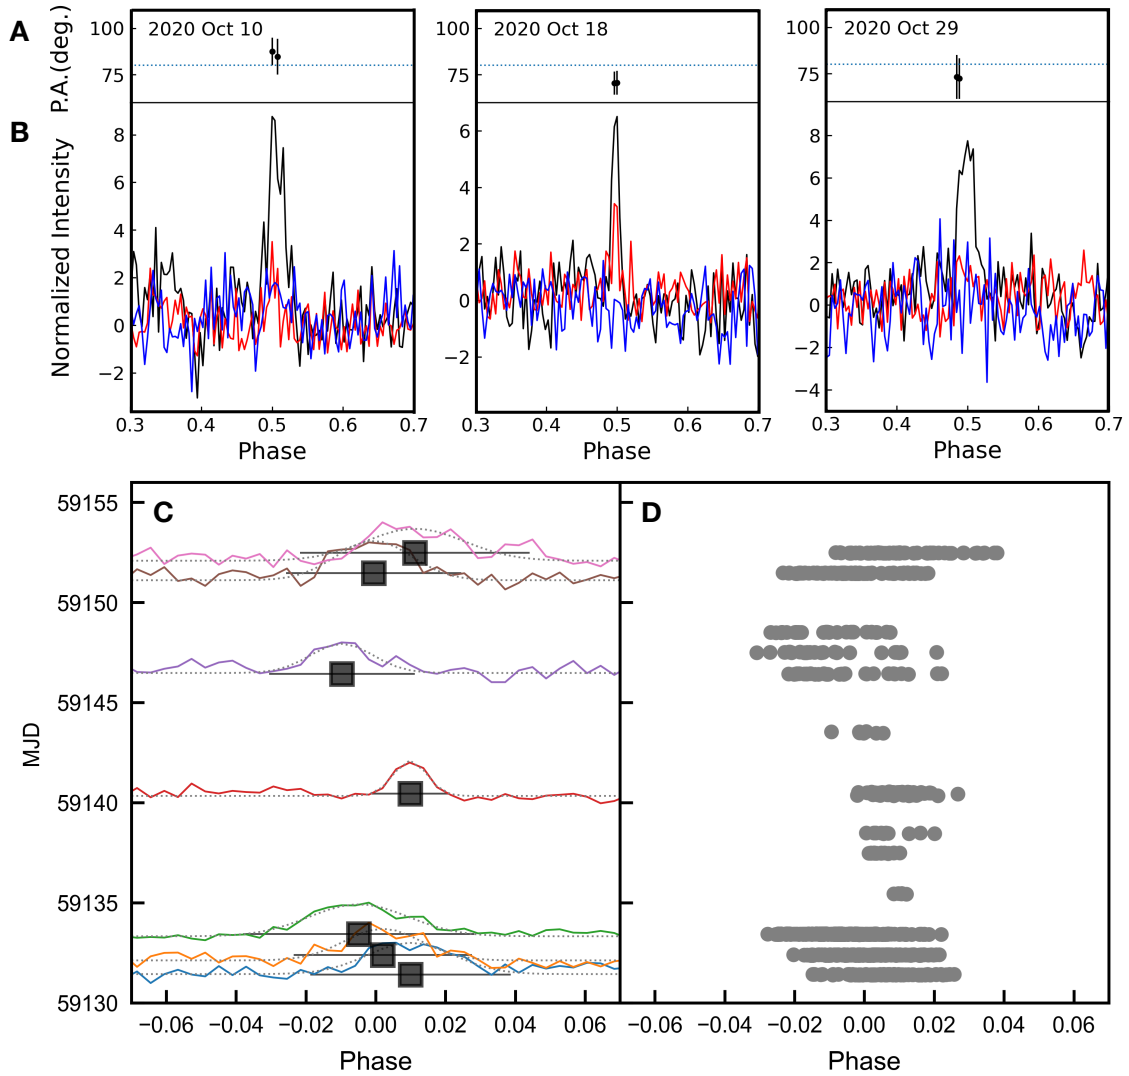 A
P.A.(deg.)
100
75
2020 Oct 10
100
75
2020 Oct 18
100
75
2020 Oct 29
B
Normalized Intensity
8
6
4
2
0
−2
6
4
2
0
−2
8
6
4
2
0
−2
−4
0.3 0.4 0.5 0.6 0.7
0.3 0.4 0.5 0.6 0.7
0.3 0.4 0.5 0.6 0.7
Phase
Phase
Phase
C
D
MJD
59155
59150
59145
59140
59135
59130
−0.06 −0.04 −0.02 0.00 0.02 0.04 0.06
−0.06 −0.04 −0.02 0.00 0.02 0.04 0.06
Phase
Phase